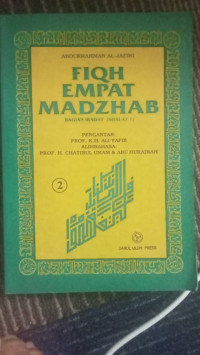 ABDURRAHMAN AL-JAZIRI
FIQH
EMPAT
MADZHAB
BAGIAN IBADAT (SHALAT)
PENGANTAR:
PROF. K.H. ALI YAFIE
ALIHBAHASA:
PROF. H. CHATIBUL UMAM & ABU HURAIRAH
2
DARUL ULUM PRESS